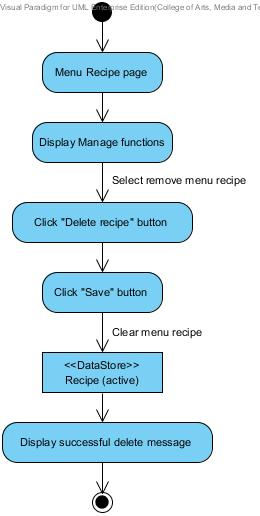 Visual Paradigm for UML Enterprise Edition(College of Arts, Media and Te
Menu Recipe page
Display Manage functions
Select remove menu recipe
Click "Delete recipe" button
Click "Save" button
Clear menu recipe
<<DataStore>>
Recipe (active)
Display successful delete message